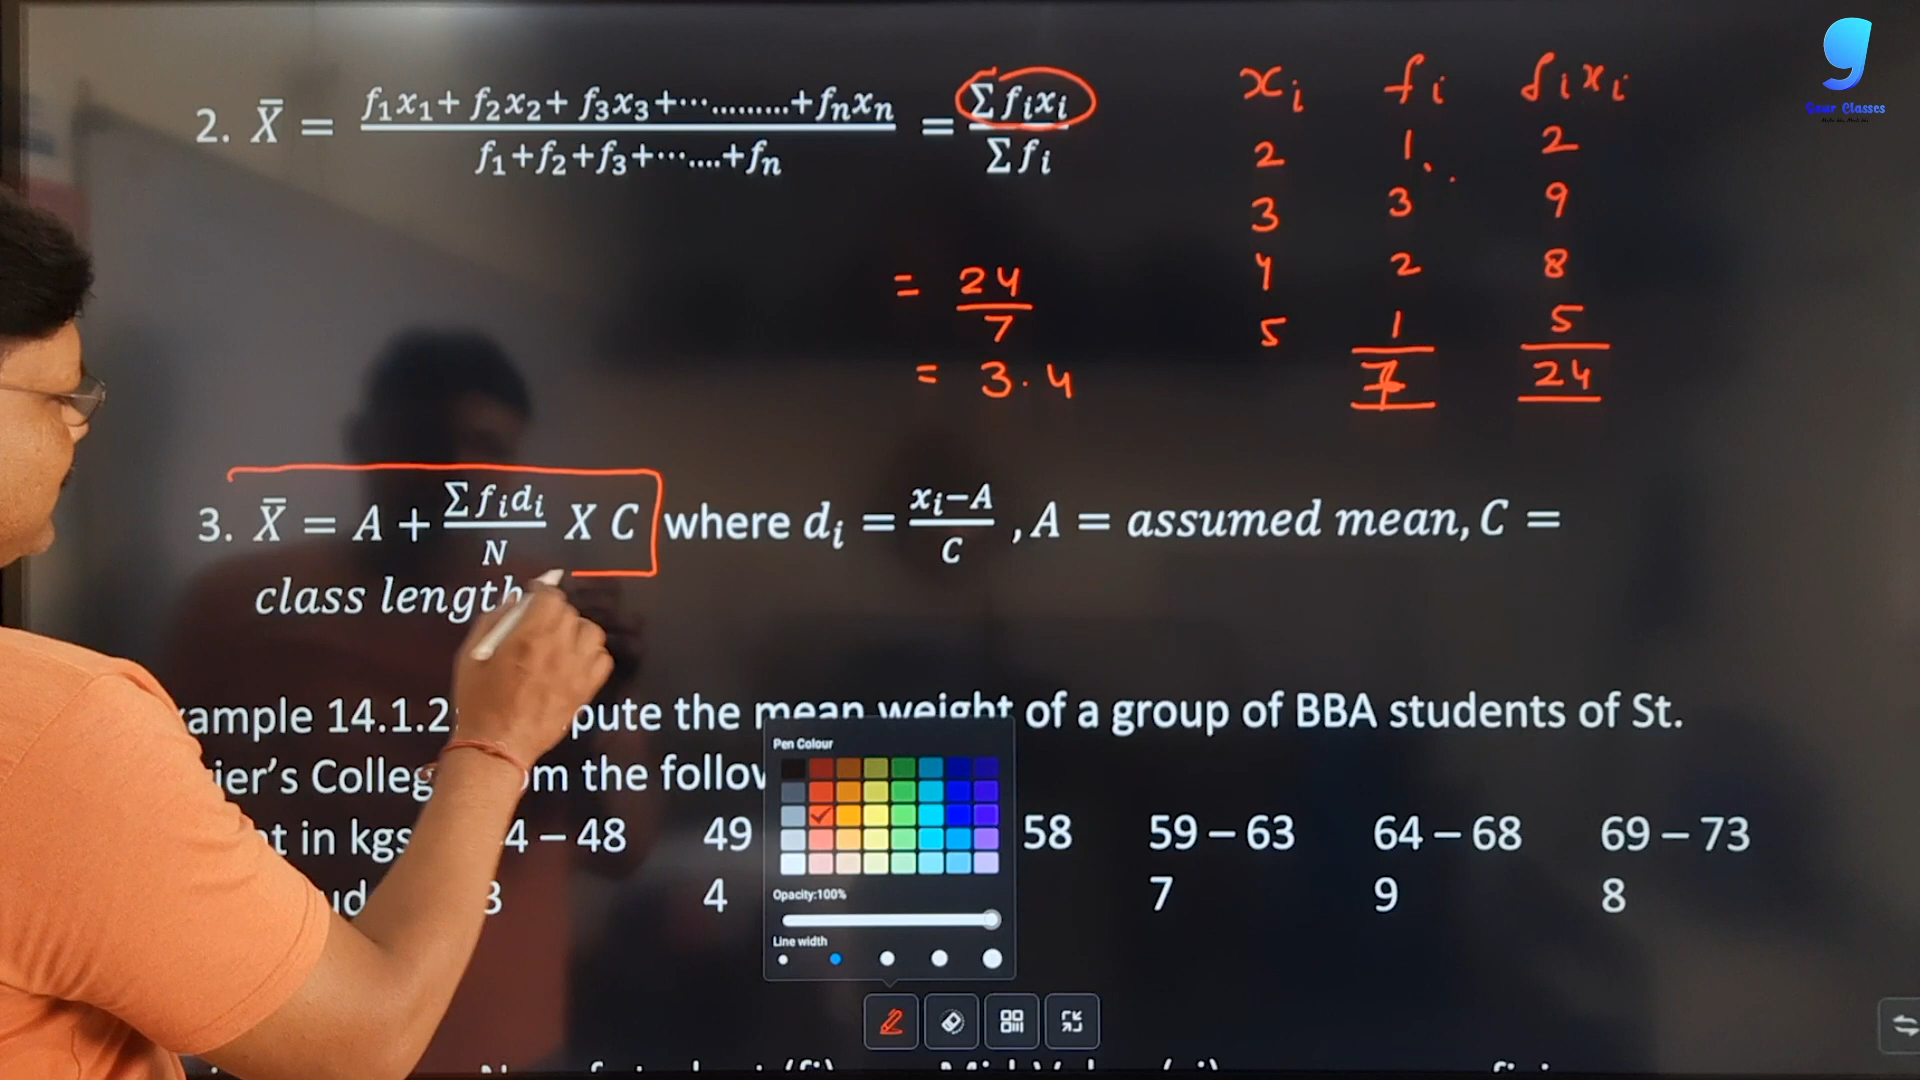 2. X̄ = (f₁x₁+ f₂x₂+ f₃x₃+⋯.........+fₙxₙ) / (f₁+f₂+f₃+⋯....+fₙ) = Σfᵢxᵢ / Σfᵢ
= 24/7
= 3.4
xᵢ fᵢ fᵢxᵢ
2 1 2
3 3 9
4 2 8
5 1 5
7 24
3. X̄ = A + (Σfᵢdᵢ / N) X C where dᵢ = (xᵢ−A)/C , A = assumed mean, C =
class length
ample 14.1.2 pute the mean weight of a group of BBA students of St.
ier's Colleg om the follow
t in kgs 4 – 48 49 58 59 – 63 64 – 68 69 – 73
ud 3 4 7 9 8
Pen Colour
Opacity:100%
Line width
g
Gour Classes